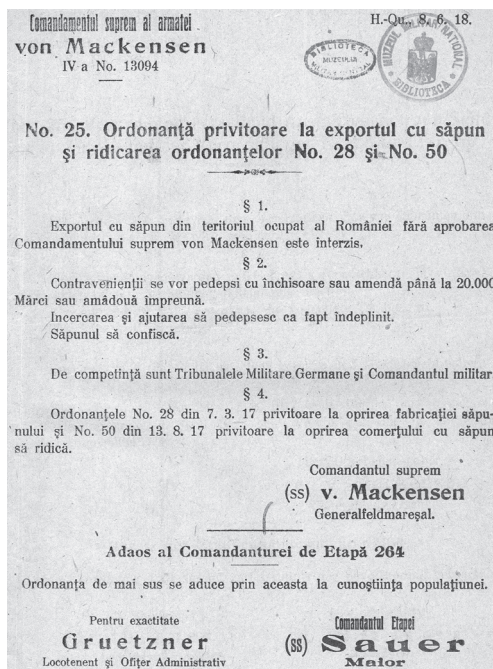 Comandamentul suprem al armatei
von Mackensen
IV a No. 13094
H.-Qu., 8. 6. 18.
BIBLIOTECA
MUZEULUI
MUZEUL MILITAR NATIONAL
BIBLIOTECA
No. 25. Ordonanță privitoare la exportul cu săpun
și ridicarea ordonanțelor No. 28 și No. 50
§ 1.
Exportul cu săpun din teritoriul ocupat al României fără aprobarea
Comandamentului suprem von Mackensen este interzis.
§ 2.
Contravenienții se vor pedepsi cu închisoare sau amendă până la 20.000
Mărci sau amâdouă împreună.
Incercarea și ajutarea să pedepsesc ca fapt îndeplinit.
Săpunul să confiscă.
§ 3.
De competință sunt Tribunalele Militare Germane și Comandantul militar
§ 4.
Ordonanțele No. 28 din 7. 3. 17 privitoare la oprirea fabricației săpu-
nului și No. 50 din 13. 8. 17 privitoare la oprirea comerțului cu săpun
să ridică.
Comandantul suprem
(ss) v. Mackensen
Generalfeldmareșal.
Adaos al Comanduturei de Etapă 264
Ordonanța de mai sus se aduce prin aceasta la cunoștiința populațiunei.
Pentru exactitate
Gruetzner
Locotenent și Ofițer Administrativ
Comandantul Etapei
(ss) Sauer
Maior